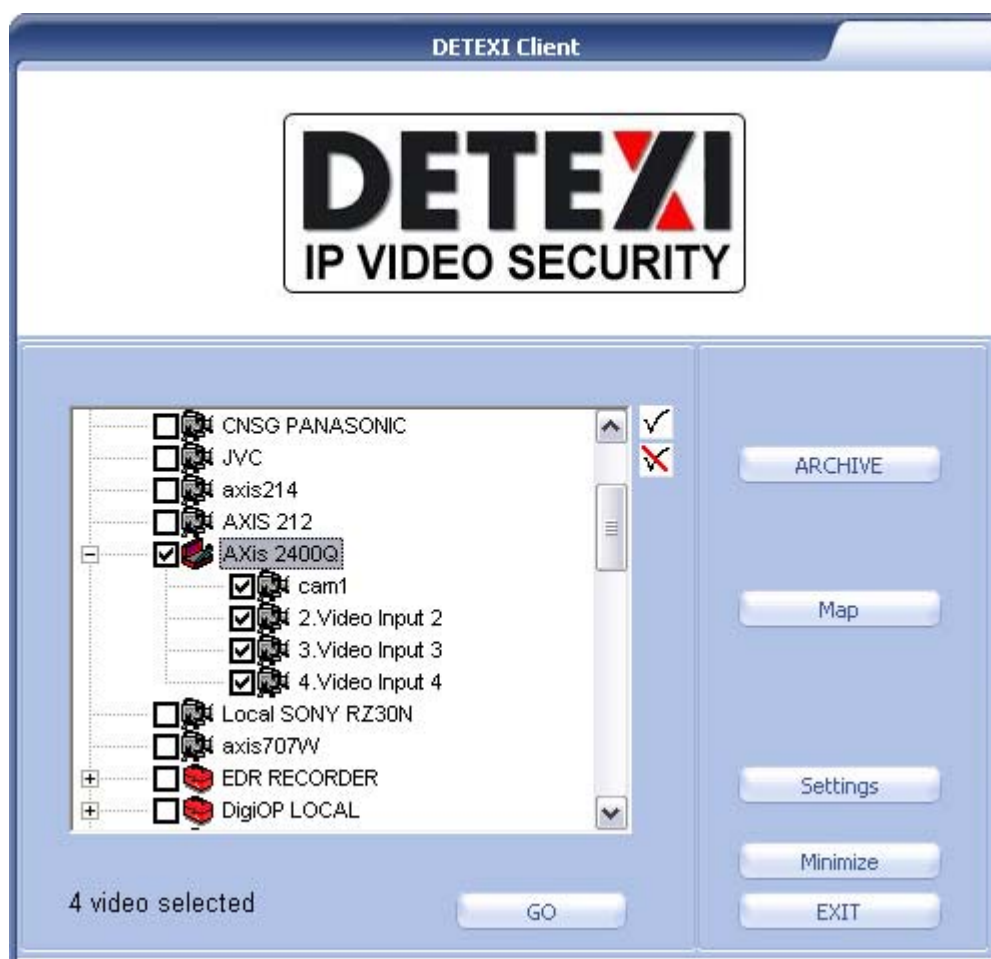 DETEXI Client
DETEXI
IP VIDEO SECURITY
CNSG PANASONIC
JVC
axis214
AXIS 212
AXis 2400Q
cam1
2.Video Input 2
3.Video Input 3
4.Video Input 4
Local SONY RZ30N
axis707W
EDR RECORDER
DigiOP LOCAL
4 video selected
GO
ARCHIVE
Map
Settings
Minimize
EXIT